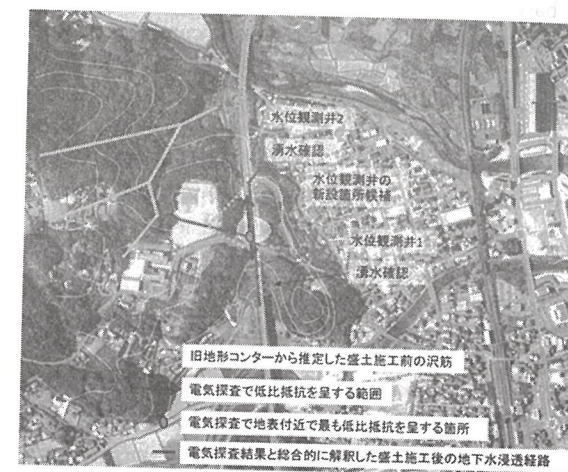 水位観測井2
湧水確認
水位観測井の
新設箇所候補
水位観測井1
湧水確認
旧地形コンターから推定した盛土施工前の沢筋
電気探査で低比抵抗を呈する範囲
電気探査で地表付近で最も低比抵抗を呈する箇所
電気探査結果と総合的に解釈した盛土施工後の地下水浸透経路